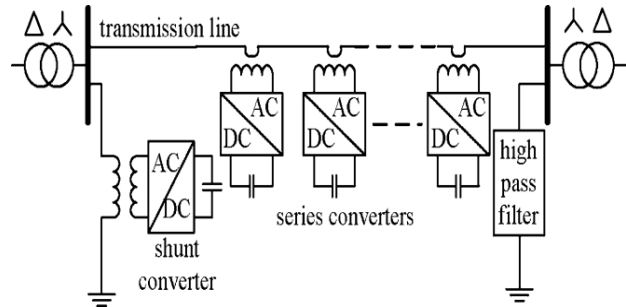 Δ Y
transmission line
Y Δ
AC
DC
AC
DC
AC
DC
AC
DC
high
pass
filter
series converters
shunt
converter